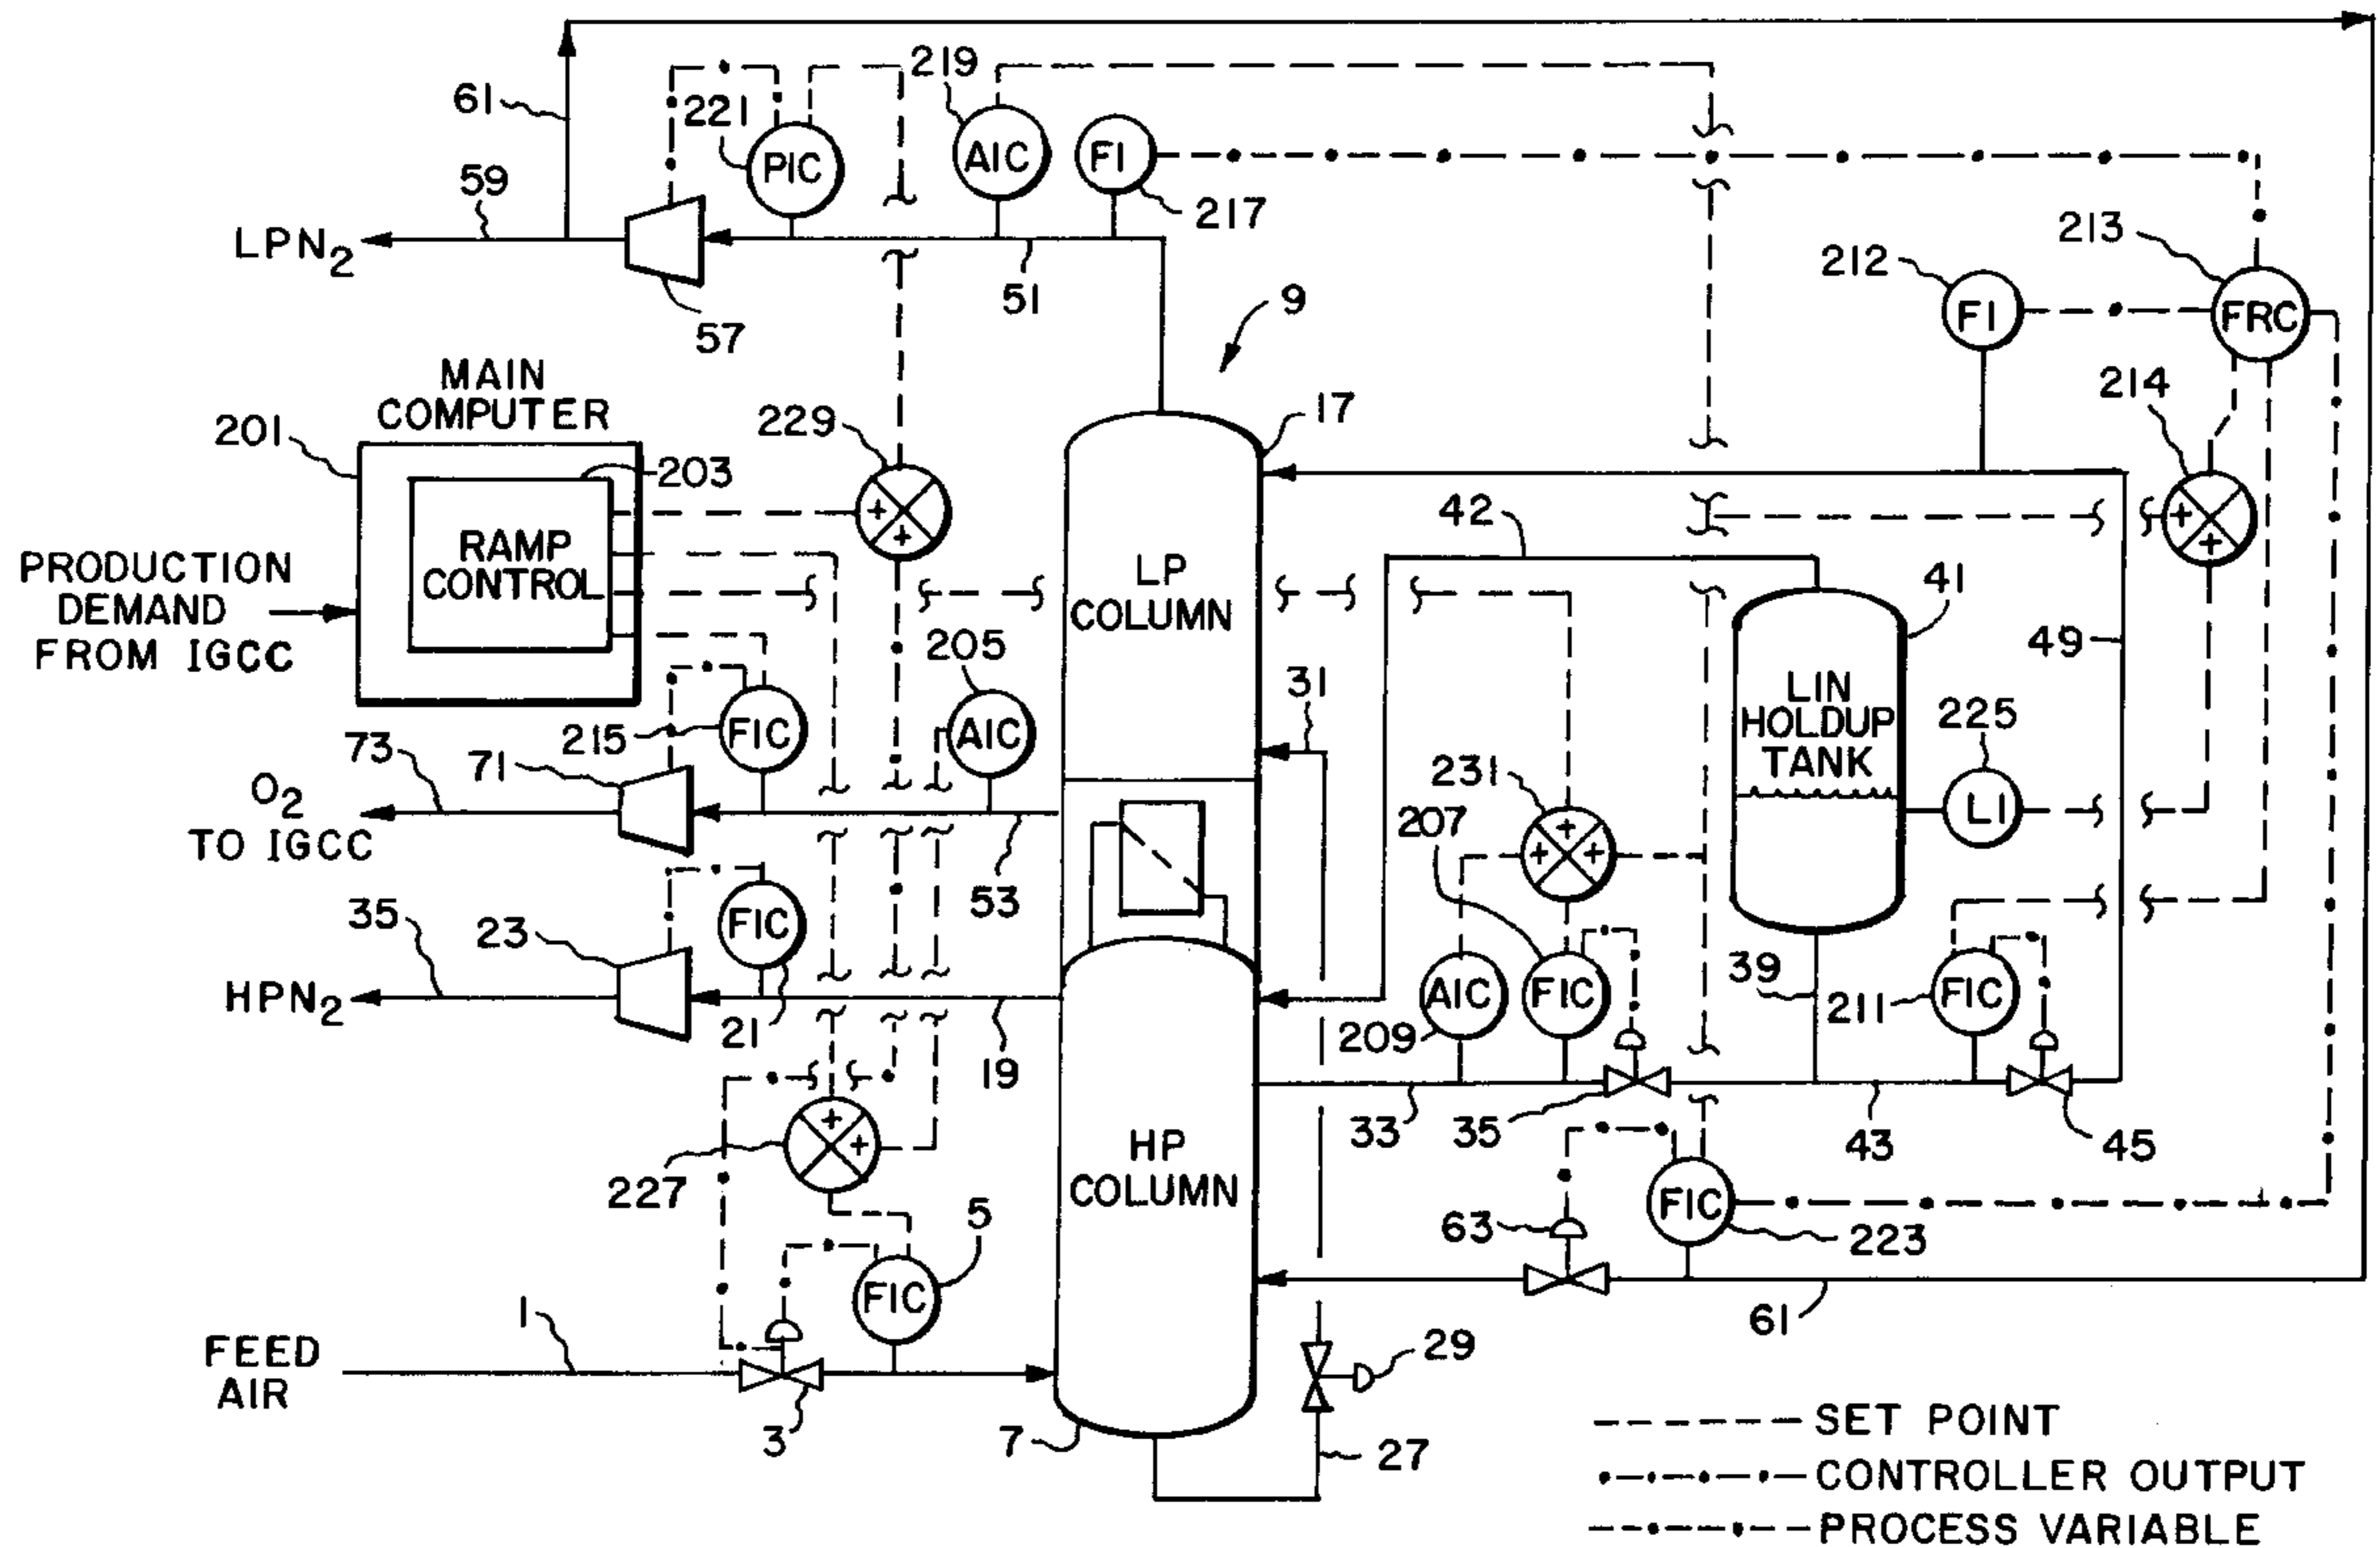 219
61
221
PIC
AIC
FI
59
217
213
LPN2
212
FI
FRC
51
9
57
MAIN
COMPUTER
214
17
201
229
203
+
+
42
+
+
RAMP
CONTROL
PRODUCTION
DEMAND
FROM IGCC
LP
COLUMN
41
49
205
31
LIN
HOLDUP
TANK
225
215
FIC
AIC
73
71
231
O2
TO IGCC
207
+
+
+
LI
53
35
23
FIC
39
HPN2
AIC
FIC
211
FIC
21
19
209
33
35
43
45
+
+
HP
COLUMN
227
5
63
FIC
223
FIC
61
1
FEED
AIR
29
3
7
27
SET POINT
CONTROLLER OUTPUT
PROCESS VARIABLE